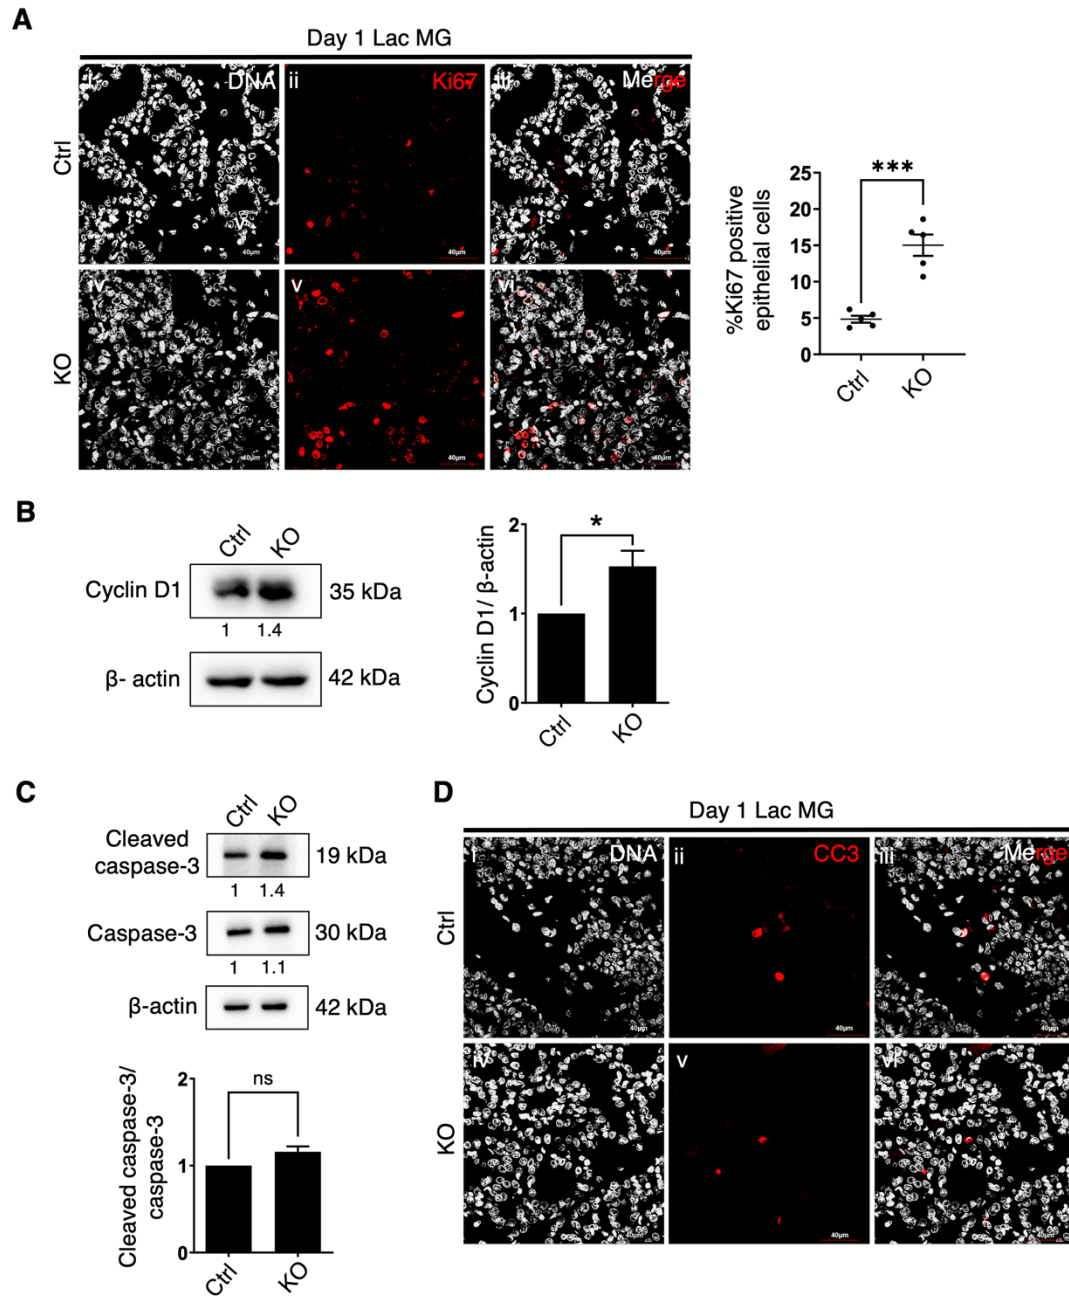 A
Day 1 Lac MG
i
DNA
ii
Ki67
iii
Merge
Ctrl
40µm
40µm
40µm
iv
v
vi
KO
40µm
40µm
40µm
%Ki67 positive
epithelial cells
25
20
15
10
5
0
***
Ctrl
KO
B
Ctrl
KO
Cyclin D1
35 kDa
1
1.4
β- actin
42 kDa
Cyclin D1/ β-actin
2
1
0
*
Ctrl
KO
C
Ctrl
KO
Cleaved
caspase-3
19 kDa
1
1.4
Caspase-3
30 kDa
1
1.1
β-actin
42 kDa
Cleaved caspase-3/
caspase-3
2
1
0
ns
Ctrl
KO
D
Day 1 Lac MG
i
DNA
ii
CC3
iii
Merge
Ctrl
40µm
40µm
40µm
iv
v
vi
KO
40µm
40µm
40µm